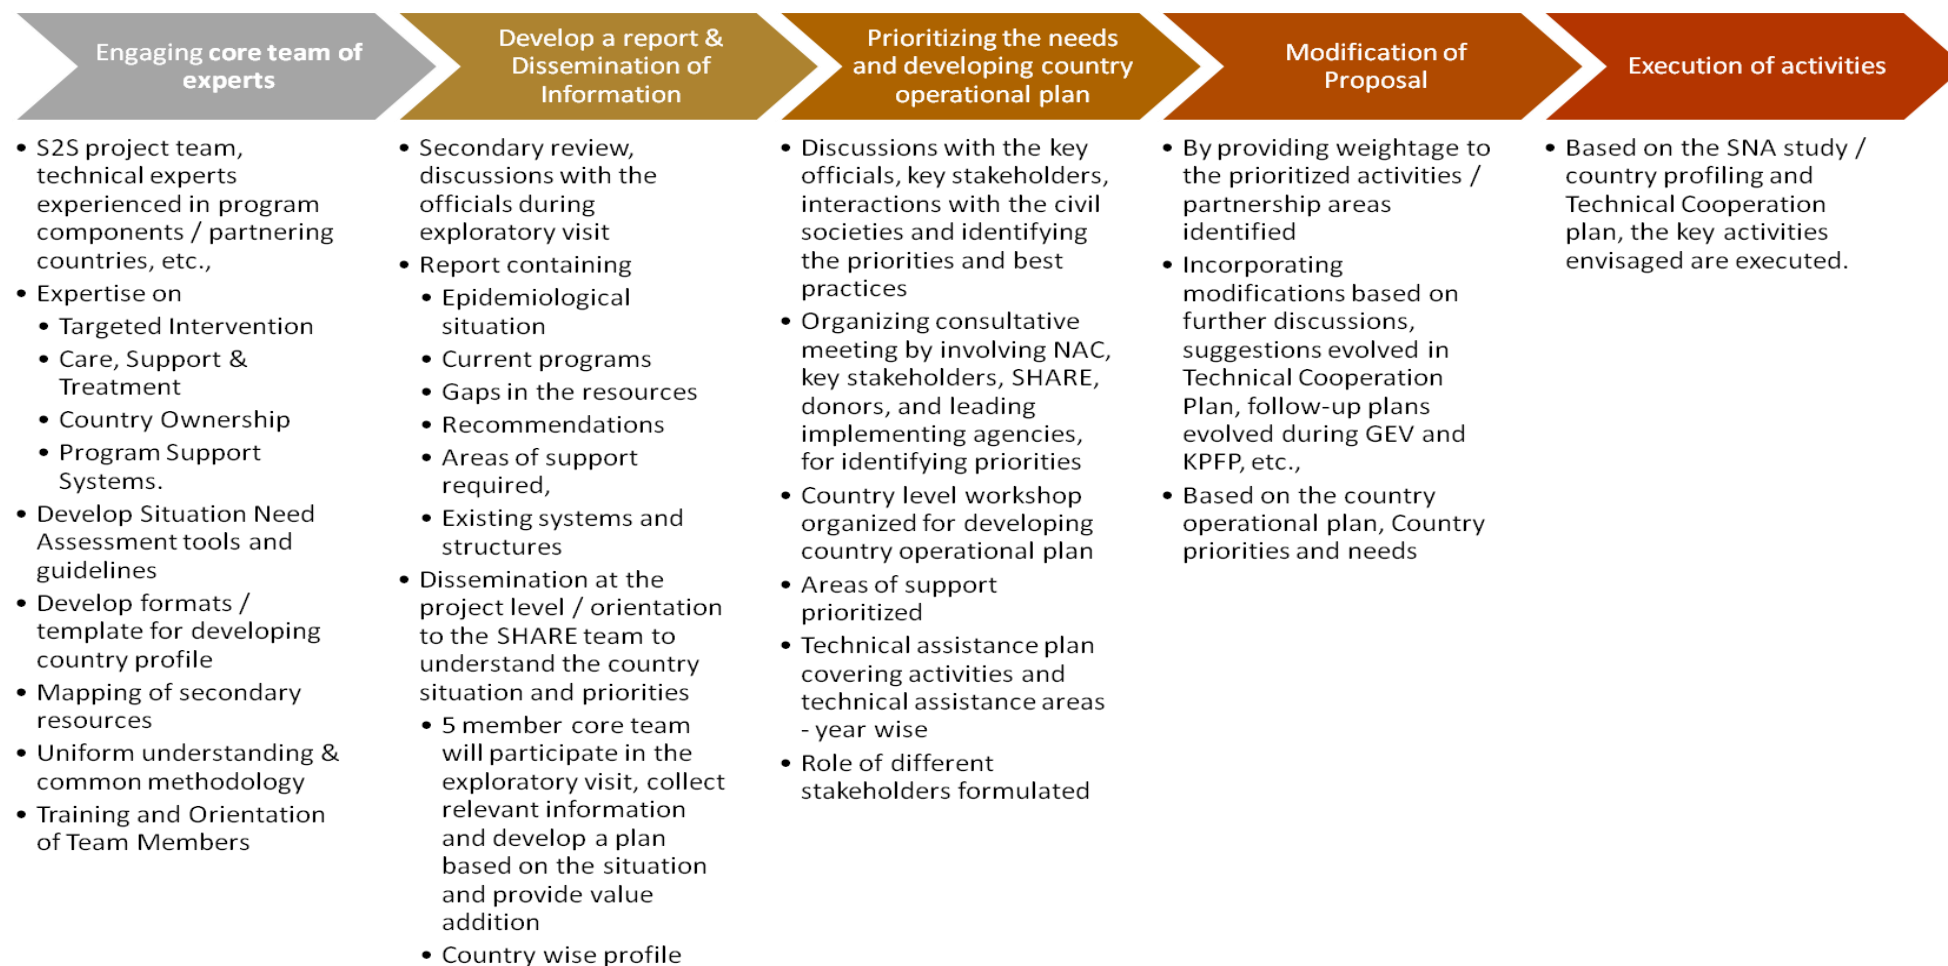 Engaging core team of
experts
• S2S project team,
technical experts
experienced in program
components / partnering
countries, etc.,
• Expertise on
• Targeted Intervention
• Care, Support &
Treatment
• Country Ownership
• Program Support
Systems.
• Develop Situation Need
Assessment tools and
guidelines
• Develop formats /
template for developing
country profile
• Mapping of secondary
resources
• Uniform understanding &
common methodology
• Training and Orientation
of Team Members
Develop a report &
Dissemination of
Information
• Secondary review,
discussions with the
officials during
exploratory visit
• Report containing
• Epidemiological
situation
• Current programs
• Gaps in the resources
• Recommendations
• Areas of support
required,
• Existing systems and
structures
• Dissemination at the
project level / orientation
to the SHARE team to
understand the country
situation and priorities
• 5 member core team
will participate in the
exploratory visit, collect
relevant information
and develop a plan
based on the situation
and provide value
addition
• Country wise profile
Prioritizing the needs
and developing country
operational plan
• Discussions with the key
officials, key stakeholders,
interactions with the civil
societies and identifying
the priorities and best
practices
• Organizing consultative
meeting by involving NAC,
key stakeholders, SHARE,
donors, and leading
implementing agencies,
for identifying priorities
• Country level workshop
organized for developing
country operational plan
• Areas of support
prioritized
• Technical assistance plan
covering activities and
technical assistance areas
- year wise
• Role of different
stakeholders formulated
Modification of
Proposal
• By providing weightage to
the prioritized activities /
partnership areas
identified
• Incorporating
modifications based on
further discussions,
suggestions evolved in
Technical Cooperation
Plan, follow-up plans
evolved during GEV and
KPFP, etc.,
• Based on the country
operational plan, Country
priorities and needs
Execution of activities
• Based on the SNA study /
country profiling and
Technical Cooperation
plan, the key activities
envisaged are executed.